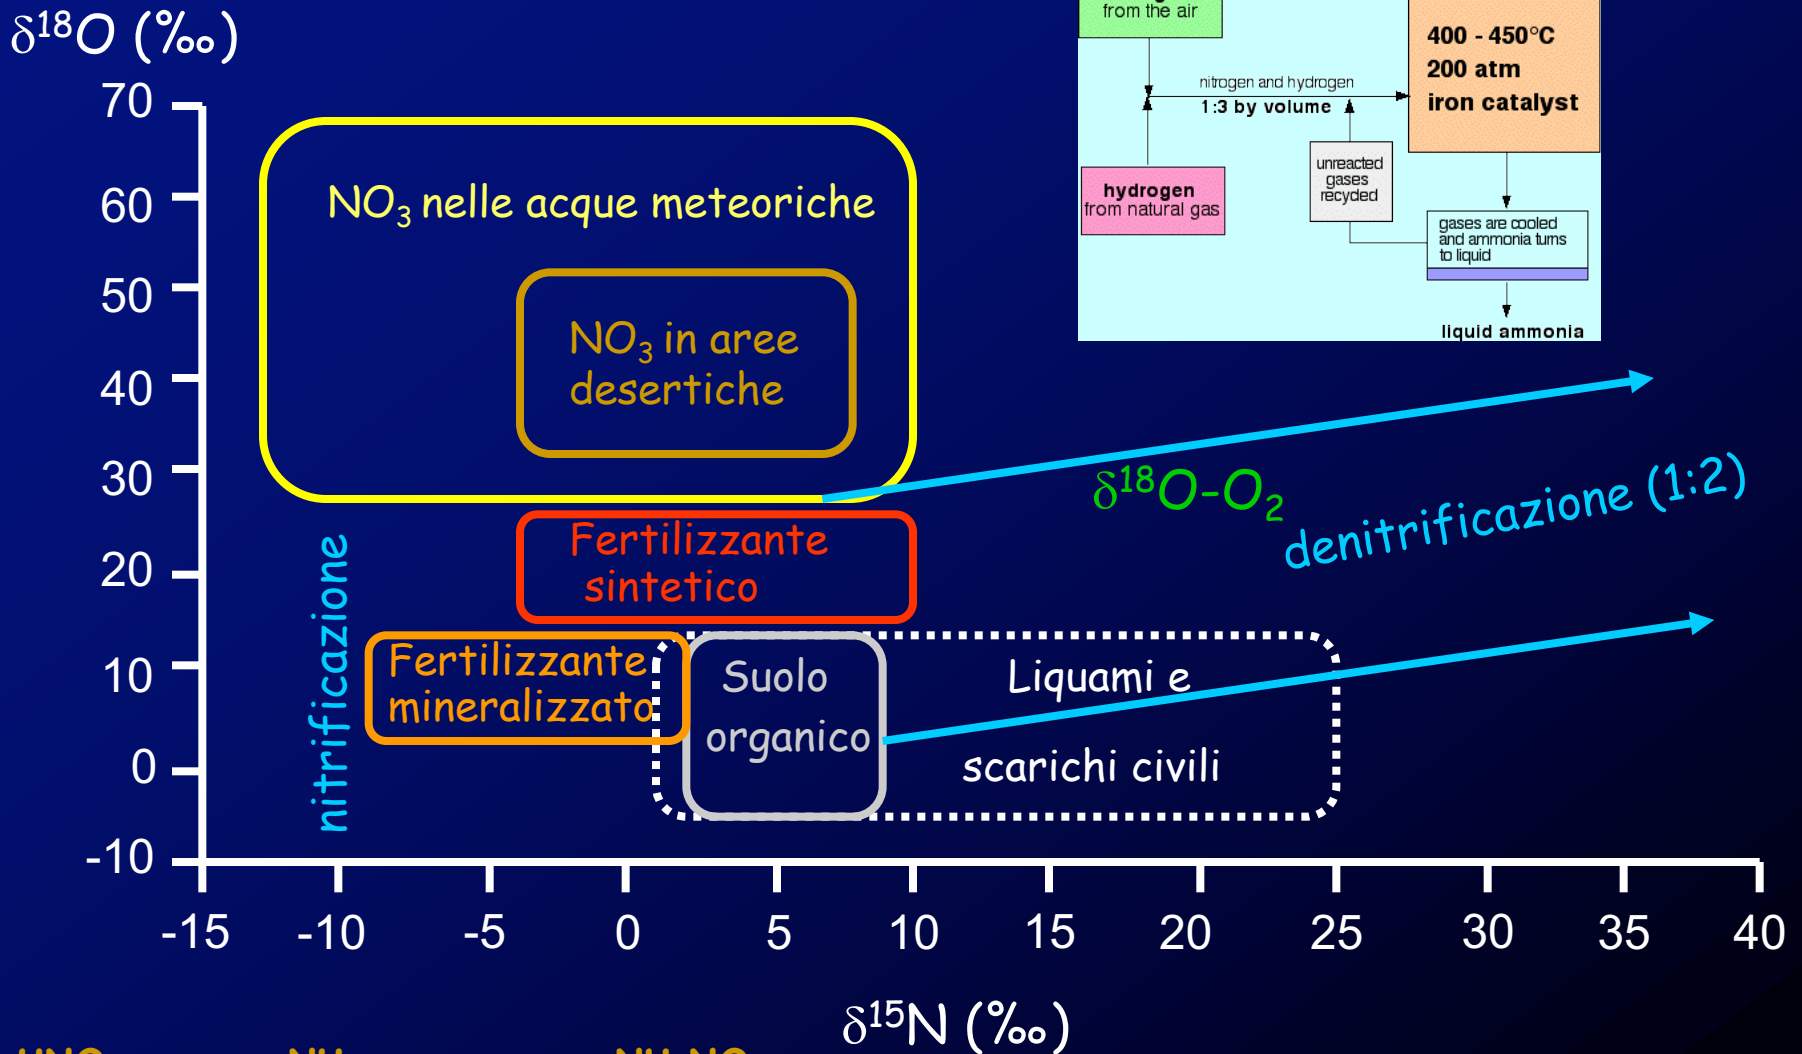 δ¹⁸O (‰)
70
60
50
40
30
20
10
0
-10
from the air
400 - 450°C
200 atm
iron catalyst
nitrogen and hydrogen
1:3 by volume
unreacted
gases
recycled
hydrogen
from natural gas
gases are cooled
and ammonia turns
to liquid
liquid ammonia
NO₃ nelle acque meteoriche
NO₃ in aree
desertiche
δ¹⁸O-O₂
denitrificazione (1:2)
Fertilizzante
sintetico
nitrificazione
Fertilizzante
mineralizzato
Suolo
organico
Liquami e
scarichi civili
-15 -10 -5 0 5 10 15 20 25 30 35 40
δ¹⁵N (‰)